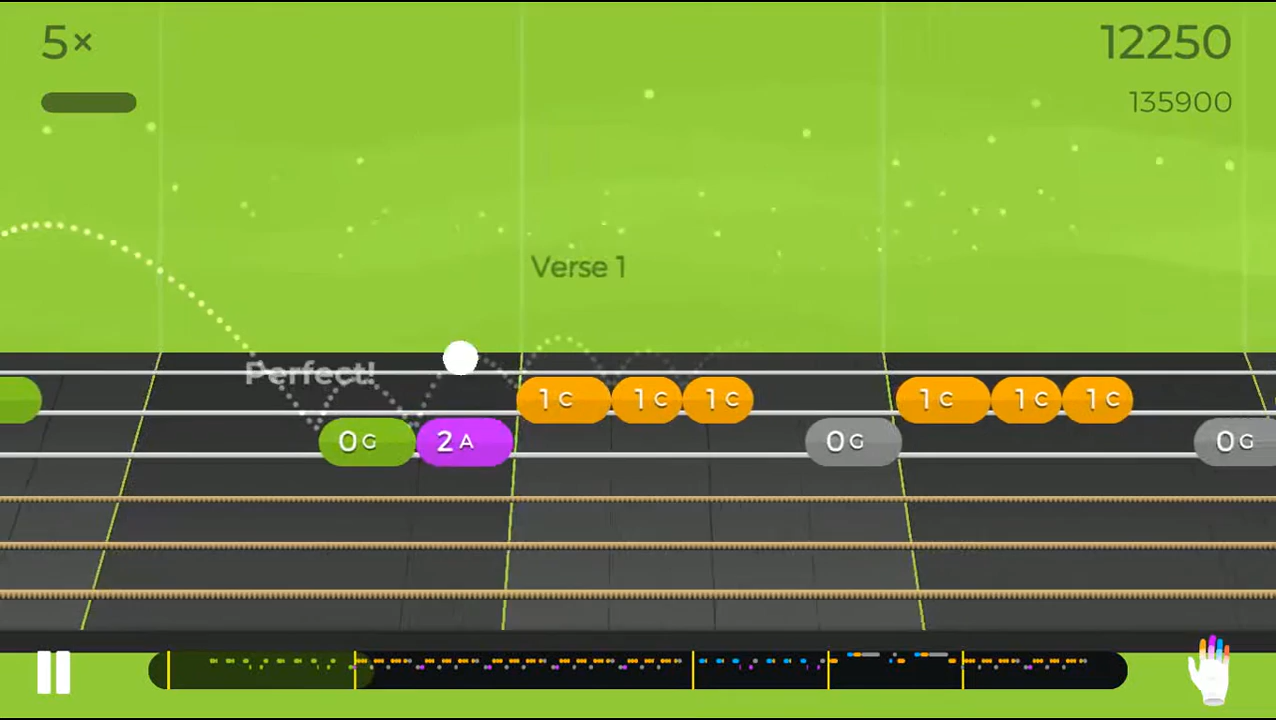 5×
12250
135900
Verse 1
Perfect!
1 C 1 C 1 C 1 C 1 C 1 C
0 G 2 A 0 G 0 G